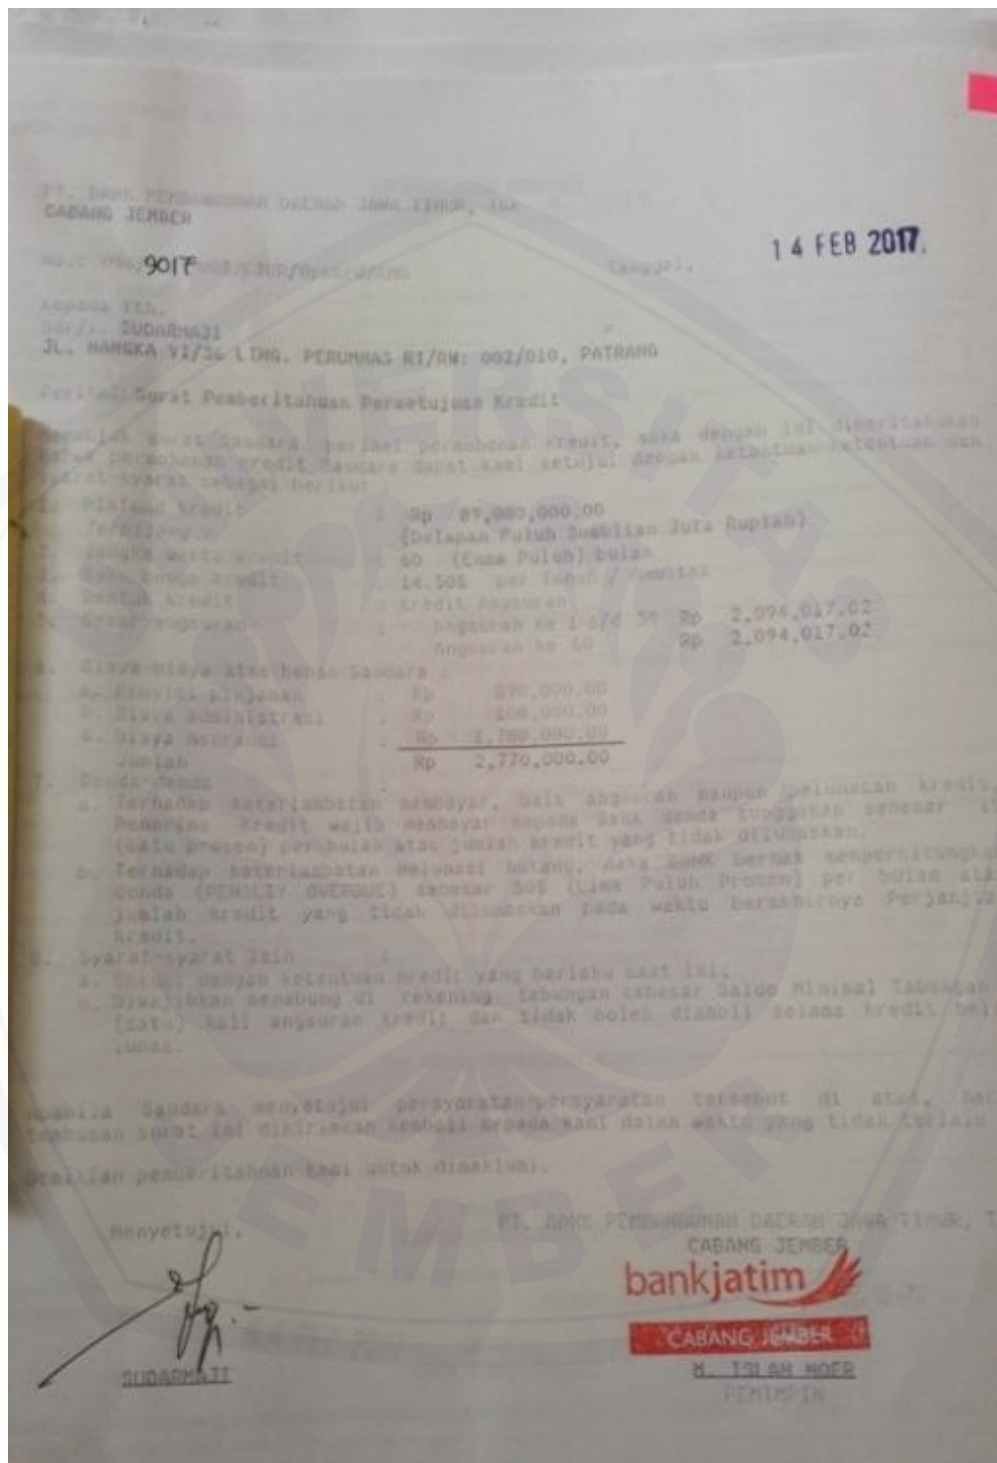 PT. BANK PEMBANGUNAN DAERAH JAWA TIMUR, Tbk
CABANG JEMBER
14 FEB 2017.
9017
Tanggal,
Kepada Yth.
SUDARMAJI
JL. NANGKA VI/36 LING. PERUMNAS RT/RW: 002/010, PATRANG
Perihal: Surat Pemberitahuan Persetujuan Kredit
Menunjuk surat Saudara perihal permohonan kredit, maka dengan ini diberitahukan
bahwa permohonan kredit Saudara dapat kami setujui dengan ketentuan-ketentuan dan
syarat-syarat sebagai berikut :
1. Plafond kredit : Rp 89,000,000.00
Terbilang : (Delapan Puluh Sembilan Juta Rupiah)
2. Jangka waktu kredit : 60 (Enam Puluh) bulan
3. Suku bunga kredit : 14.50% per Tahun / Anuitas
4. Bentuk kredit : Kredit Angsuran
5. Besar angsuran : - Angsuran ke 1 s/d 59 Rp 2,094,017.02
- Angsuran ke 60 Rp 2,094,017.02
6. Biaya-biaya atas beban Saudara :
a. Provisi pinjaman : Rp 890,000.00
b. Biaya administrasi : Rp 100,000.00
c. Biaya asuransi : Rp 1,780,000.00
Jumlah Rp 2,770,000.00
7. Denda-denda :
a. Terhadap keterlambatan membayar, baik angsuran maupun pelunasan kredit,
Penerima Kredit wajib membayar kepada Bank denda tunggakan sebesar
(satu prosen) per bulan atas jumlah kredit yang tidak dilunaskan.
b. Terhadap keterlambatan melunasi hutang, maka BANK berhak memperhitungka
denda (PENALTY OVERDUE) sebesar 50% (Lima Puluh Prosen) per bulan ata
jumlah kredit yang tidak dilunaskan pada waktu berakhirnya Perjanjia
Kredit.
8. Syarat-syarat lain :
a. Sesuai dengan ketentuan kredit yang berlaku saat ini.
b. Diwajibkan menabung di rekening tabungan sebesar Saldo Minimal Tabungan
(satu) kali angsuran kredit dan tidak boleh diambil selama kredit bel
lunas.
Apabila Saudara menyetujui persyaratan-persyaratan tersebut di atas, har
tembusan surat ini dikirimkan kembali kepada kami dalam waktu yang tidak terlalu
Demikian pemberitahuan kami untuk dimaklumi.
Menyetujui,
PT. BANK PEMBANGUNAN DAERAH JAWA TIMUR, T
CABANG JEMBER
bankjatim
CABANG JEMBER
SUDARMAJI
M. ISLAH NOER
PEMIMPIN
UNIVERSITAS
JEMBER